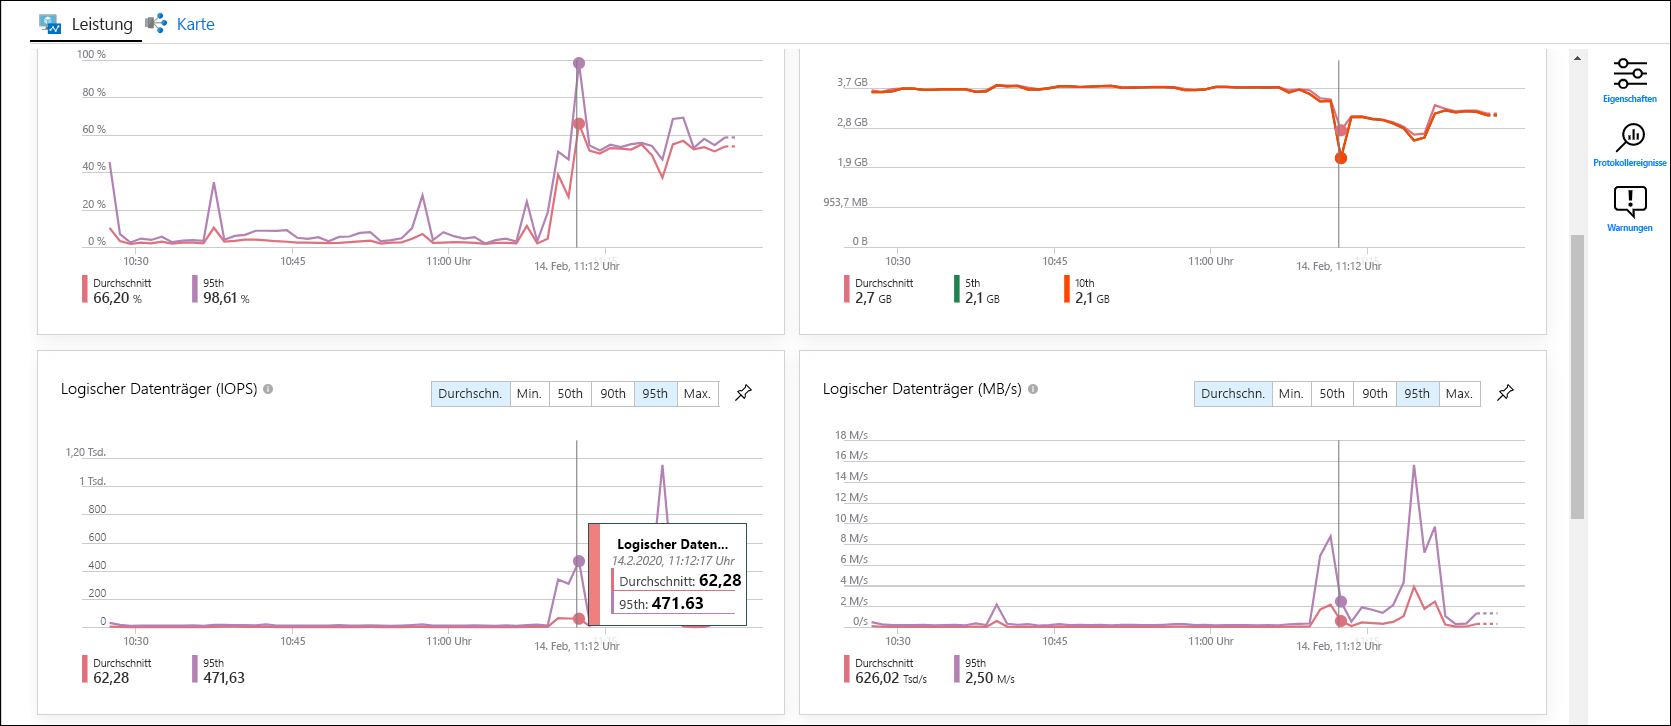 Leistung
Karte
100 %
80 %
60 %
40 %
20 %
0 %
10:30
10:45
11:00 Uhr
14. Feb, 11:12 Uhr
Durchschnitt
66,20 %
95th
98,61 %
3,7 GB
2,8 GB
1,9 GB
953,7 MB
0 B
10:30
10:45
11:00 Uhr
14. Feb, 11:12 Uhr
Durchschnitt
2,7 GB
5th
2,1 GB
10th
2,1 GB
Eigenschaften
Protokollereignisse
Warnungen
Logischer Datenträger (IOPS)
Durchschn. Min. 50th 90th 95th Max.
1,20 Tsd.
1 Tsd.
800
600
400
200
0
Logischer Daten...
14.2.2020, 11:12:17 Uhr
Durchschnitt: 62,28
95th: 471.63
10:30
10:45
11:00 Uhr
14. Feb, 11:12 Uhr
Durchschnitt
62,28
95th
471,63
Logischer Datenträger (MB/s)
Durchschn. Min. 50th 90th 95th Max.
18 M/s
16 M/s
14 M/s
12 M/s
10 M/s
8 M/s
6 M/s
4 M/s
2 M/s
0/s
10:30
10:45
11:00 Uhr
14. Feb, 11:12 Uhr
Durchschnitt
626,02 Tsd/s
95th
2,50 M/s